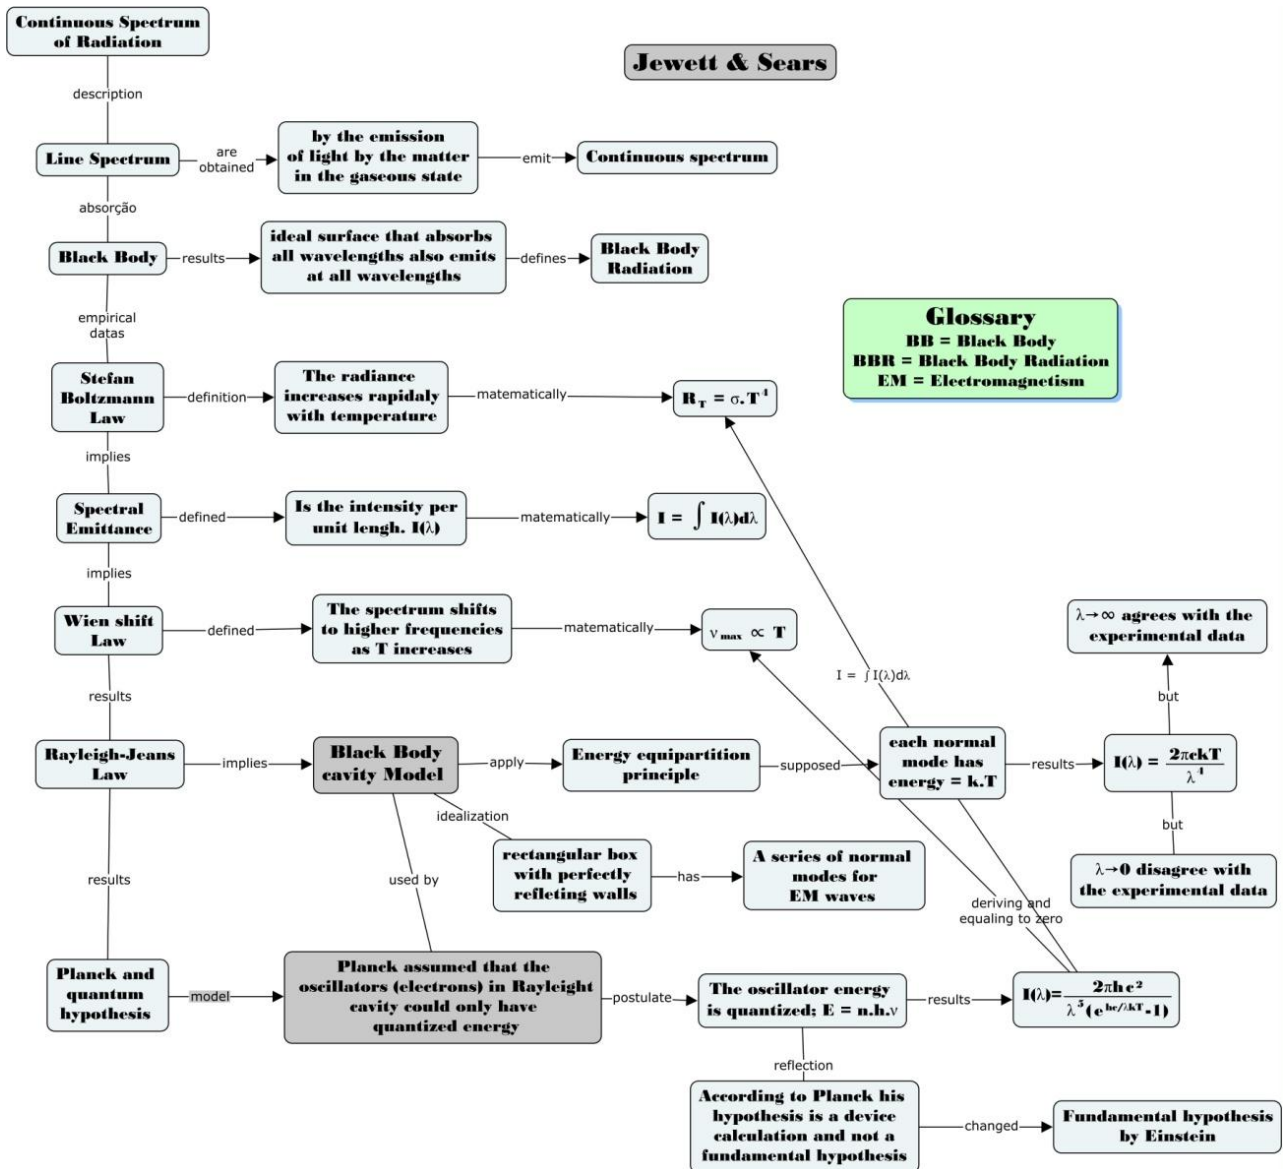 Continuous Spectrum
of Radiation
Jewett & Sears
description
Line Spectrum
are
obtained
by the emission
of light by the matter
in the gaseous state
emit
Continuous spectrum
absorção
Black Body
results
ideal surface that absorbs
all wavelengths also emits
at all wavelengths
defines
Black Body
Radiation
empirical
datas
Glossary
BB = Black Body
BBR = Black Body Radiation
EM = Electromagnetism
Stefan
Boltzmann
Law
definition
The radiance
increases rapidaly
with temperature
matematically
R_T = σ.T⁴
implies
Spectral
Emittance
defined
Is the intensity per
unit lengh. I(λ)
matematically
I = ∫ I(λ)dλ
implies
Wien shift
Law
defined
The spectrum shifts
to higher frequencies
as T increases
matematically
ν_max ∝ T
λ→∞ agrees with the
experimental data
I = ∫I(λ)dλ
but
results
Rayleigh-Jeans
Law
implies
Black Body
cavity Model
apply
Energy equipartition
principle
supposed
each normal
mode has
energy = k.T
results
I(λ) = 2πckT / λ⁴
but
λ→0 disagree with
the experimental data
idealization
rectangular box
with perfectly
refleting walls
has
A series of normal
modes for
EM waves
used by
results
deriving and
equaling to zero
Planck and
quantum
hypothesis
model
Planck assumed that the
oscillators (electrons) in Rayleight
cavity could only have
quantized energy
postulate
The oscillator energy
is quantized; E = n.h.ν
results
I(λ)= 2πhc² / λ⁵(e^hc/λKT-1)
reflection
According to Planck his
hypothesis is a device
calculation and not a
fundamental hypothesis
changed
Fundamental hypothesis
by Einstein